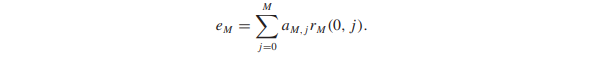 e_M = \sum_{j=0}^{M} a_{M,j} r_M(0, j).